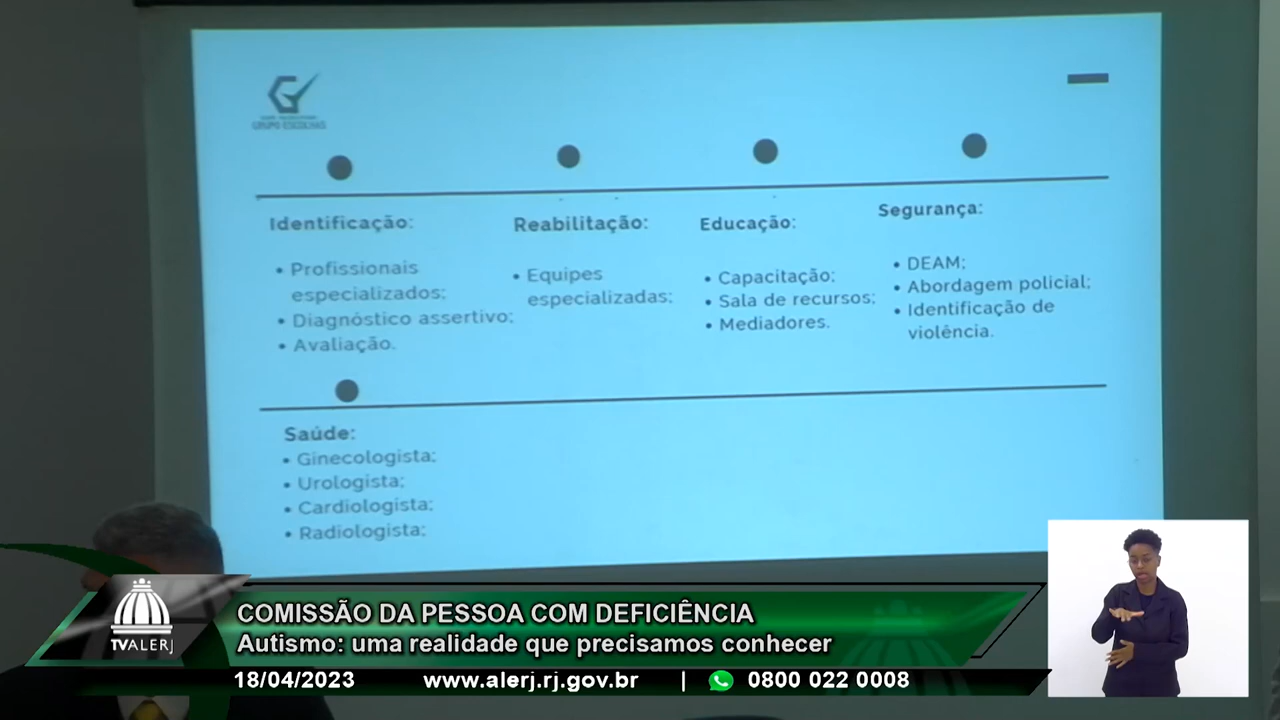 GRUPO ESCOLHAS
Identificação:
• Profissionais
especializados;
• Diagnóstico assertivo;
• Avaliação.
Reabilitação:
• Equipes
especializadas;
Educação:
• Capacitação;
• Sala de recursos;
• Mediadores.
Segurança:
• DEAM;
• Abordagem policial;
• Identificação de
violência.
Saúde:
• Ginecologista;
• Urologista;
• Cardiologista;
• Radiologista;
TVALERJ
COMISSÃO DA PESSOA COM DEFICIÊNCIA
Autismo: uma realidade que precisamos conhecer
18/04/2023 www.alerj.rj.gov.br | 0800 022 0008